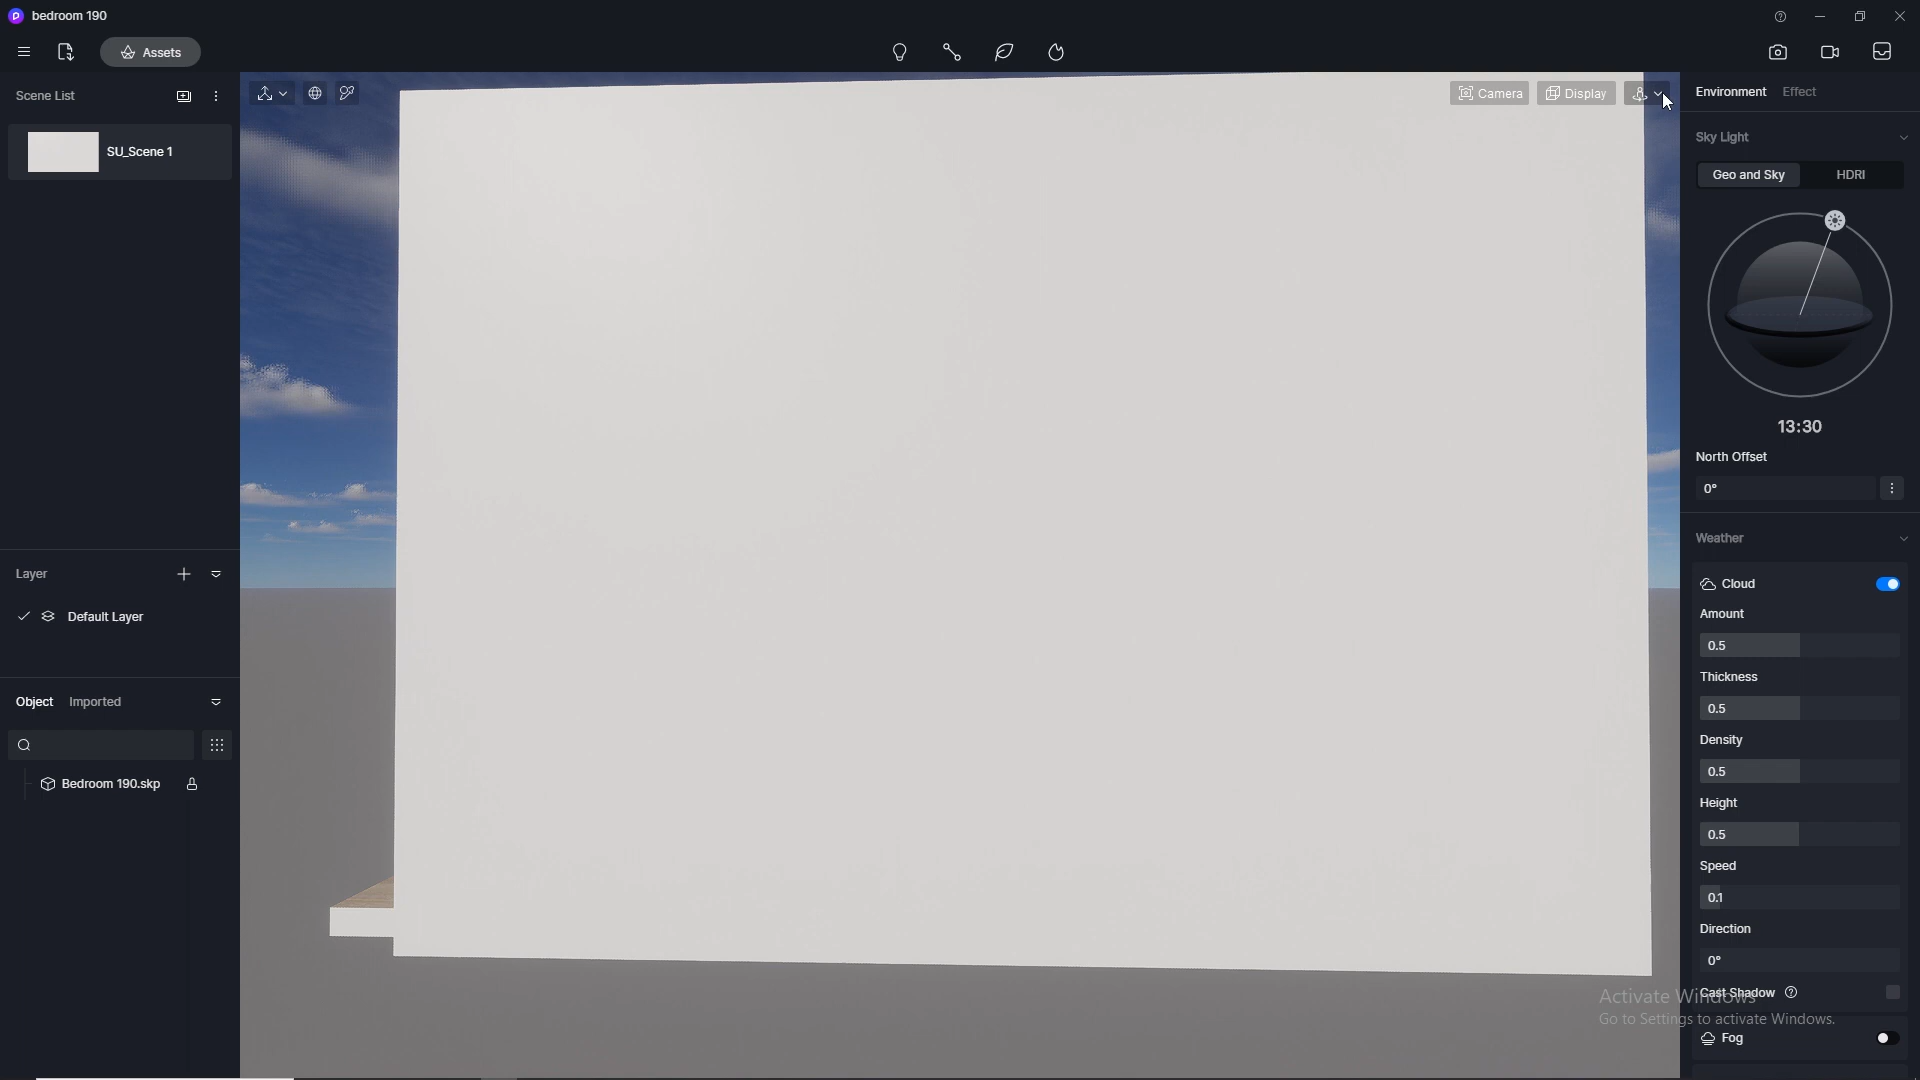 bedroom 190
Assets
Scene List
SU_Scene 1
Layer
Default Layer
Object Imported
Bedroom 190.skp
Camera Display
Environment Effect
Sky Light
Geo and Sky HDRI
13:30
North Offset
0°
Weather
Cloud
Amount
0.5
Thickness
0.5
Density
0.5
Height
0.5
Speed
0.1
Direction
0°
Cast Shadow
Activate Windows
Go to Settings to activate Windows.
Fog